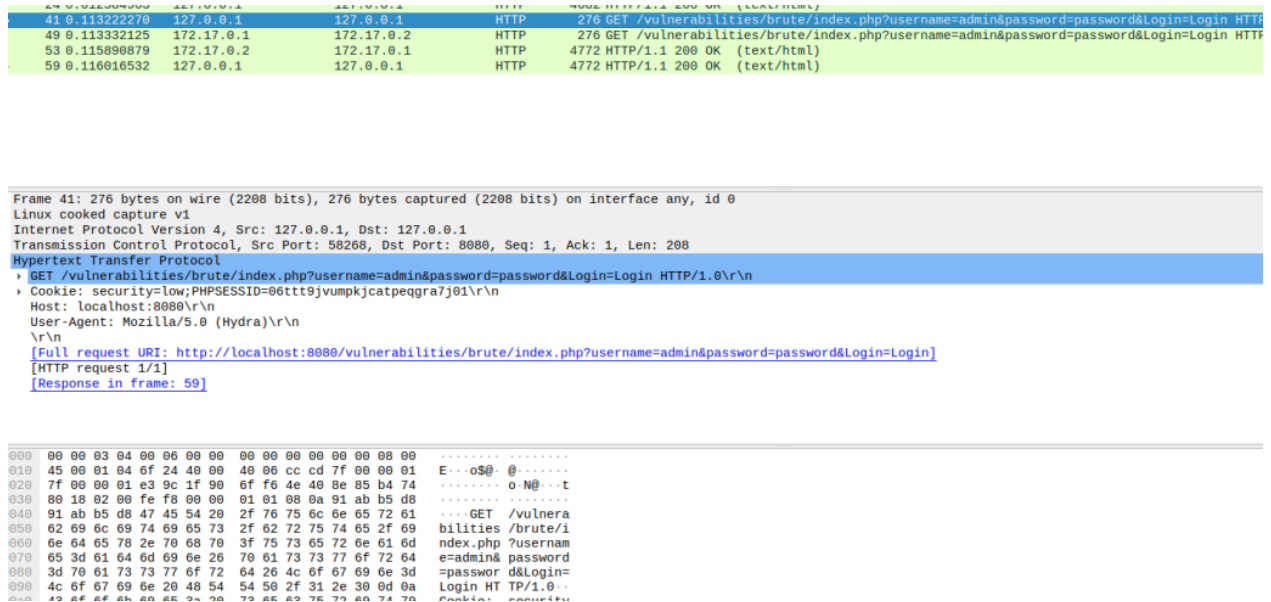 41 0.113222270 127.0.0.1 127.0.0.1 HTTP 276 GET /vulnerabilities/brute/index.php?username=admin&password=password&Login=Login HTTP
49 0.113332125 172.17.0.1 172.17.0.2 HTTP 276 GET /vulnerabilities/brute/index.php?username=admin&password=password&Login=Login HTTP
53 0.115890879 172.17.0.2 172.17.0.1 HTTP 4772 HTTP/1.1 200 OK (text/html)
59 0.116016532 127.0.0.1 127.0.0.1 HTTP 4772 HTTP/1.1 200 OK (text/html)
Frame 41: 276 bytes on wire (2208 bits), 276 bytes captured (2208 bits) on interface any, id 0
Linux cooked capture v1
Internet Protocol Version 4, Src: 127.0.0.1, Dst: 127.0.0.1
Transmission Control Protocol, Src Port: 58268, Dst Port: 8080, Seq: 1, Ack: 1, Len: 208
Hypertext Transfer Protocol
GET /vulnerabilities/brute/index.php?username=admin&password=password&Login=Login HTTP/1.0\r\n
Cookie: security=low;PHPSESSID=06ttt9jvumpkjcatpeqgra7j01\r\n
Host: localhost:8080\r\n
User-Agent: Mozilla/5.0 (Hydra)\r\n
\r\n
[Full request URI: http://localhost:8080/vulnerabilities/brute/index.php?username=admin&password=password&Login=Login]
[HTTP request 1/1]
[Response in frame: 59]
000 00 00 03 04 00 06 00 00 00 00 00 00 00 00 08 00 ········ ········
010 45 00 01 04 6f 24 40 00 40 06 cc cd 7f 00 00 01 E···o$@· @·······
020 7f 00 00 01 e3 9c 1f 90 6f f6 4e 40 8e 85 b4 74 ········ o·N@···t
030 80 18 02 00 fe f8 00 00 01 01 08 0a 91 ab b5 d8 ········ ········
040 91 ab b5 d8 47 45 54 20 2f 76 75 6c 6e 65 72 61 ····GET /vulnera
050 62 69 6c 69 74 69 65 73 2f 62 72 75 74 65 2f 69 bilities /brute/i
060 6e 64 65 78 2e 70 68 70 3f 75 73 65 72 6e 61 6d ndex.php ?usernam
070 65 3d 61 64 6d 69 6e 26 70 61 73 73 77 6f 72 64 e=admin& password
080 3d 70 61 73 73 77 6f 72 64 26 4c 6f 67 69 6e 3d =passwor d&Login=
090 4c 6f 67 69 6e 20 48 54 54 50 2f 31 2e 30 0d 0a Login HT TP/1.0··